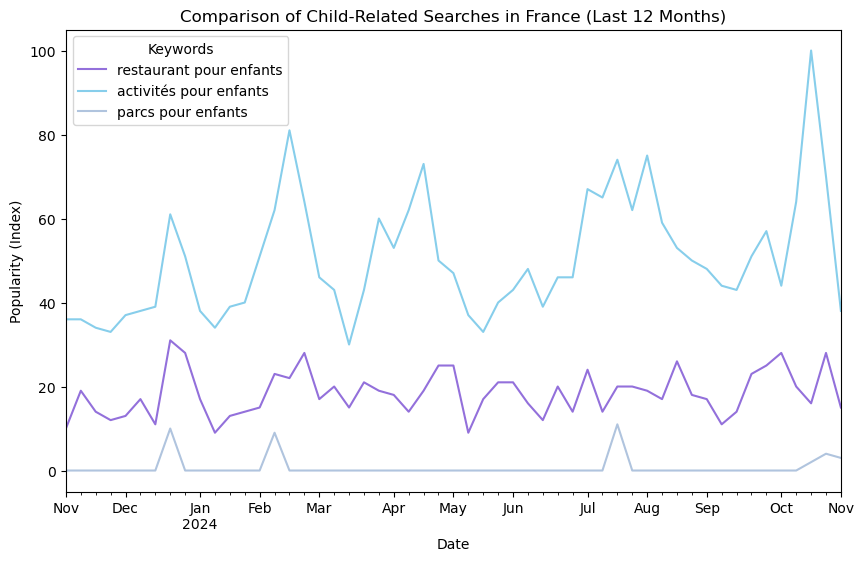 Comparison of Child-Related Searches in France (Last 12 Months)
Keywords
restaurant pour enfants
activités pour enfants
parcs pour enfants
Popularity (Index)
100
80
60
40
20
0
Nov Dec Jan Feb Mar Apr May Jun Jul Aug Sep Oct Nov
2024
Date